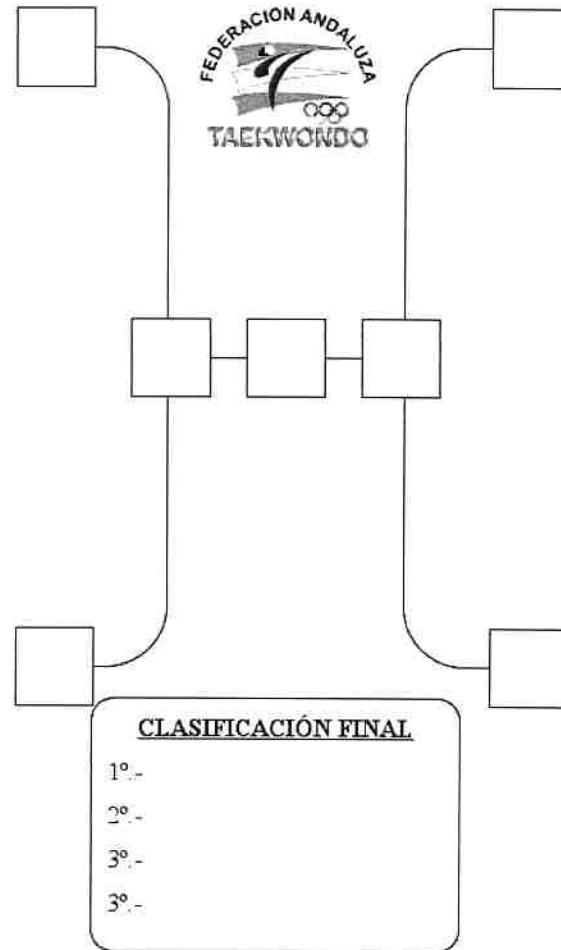 FEDERACION ANDALUZA
TAEKWONDO
CLASIFICACIÓN FINAL
1º.-
2º.-
3º.-
3º.-